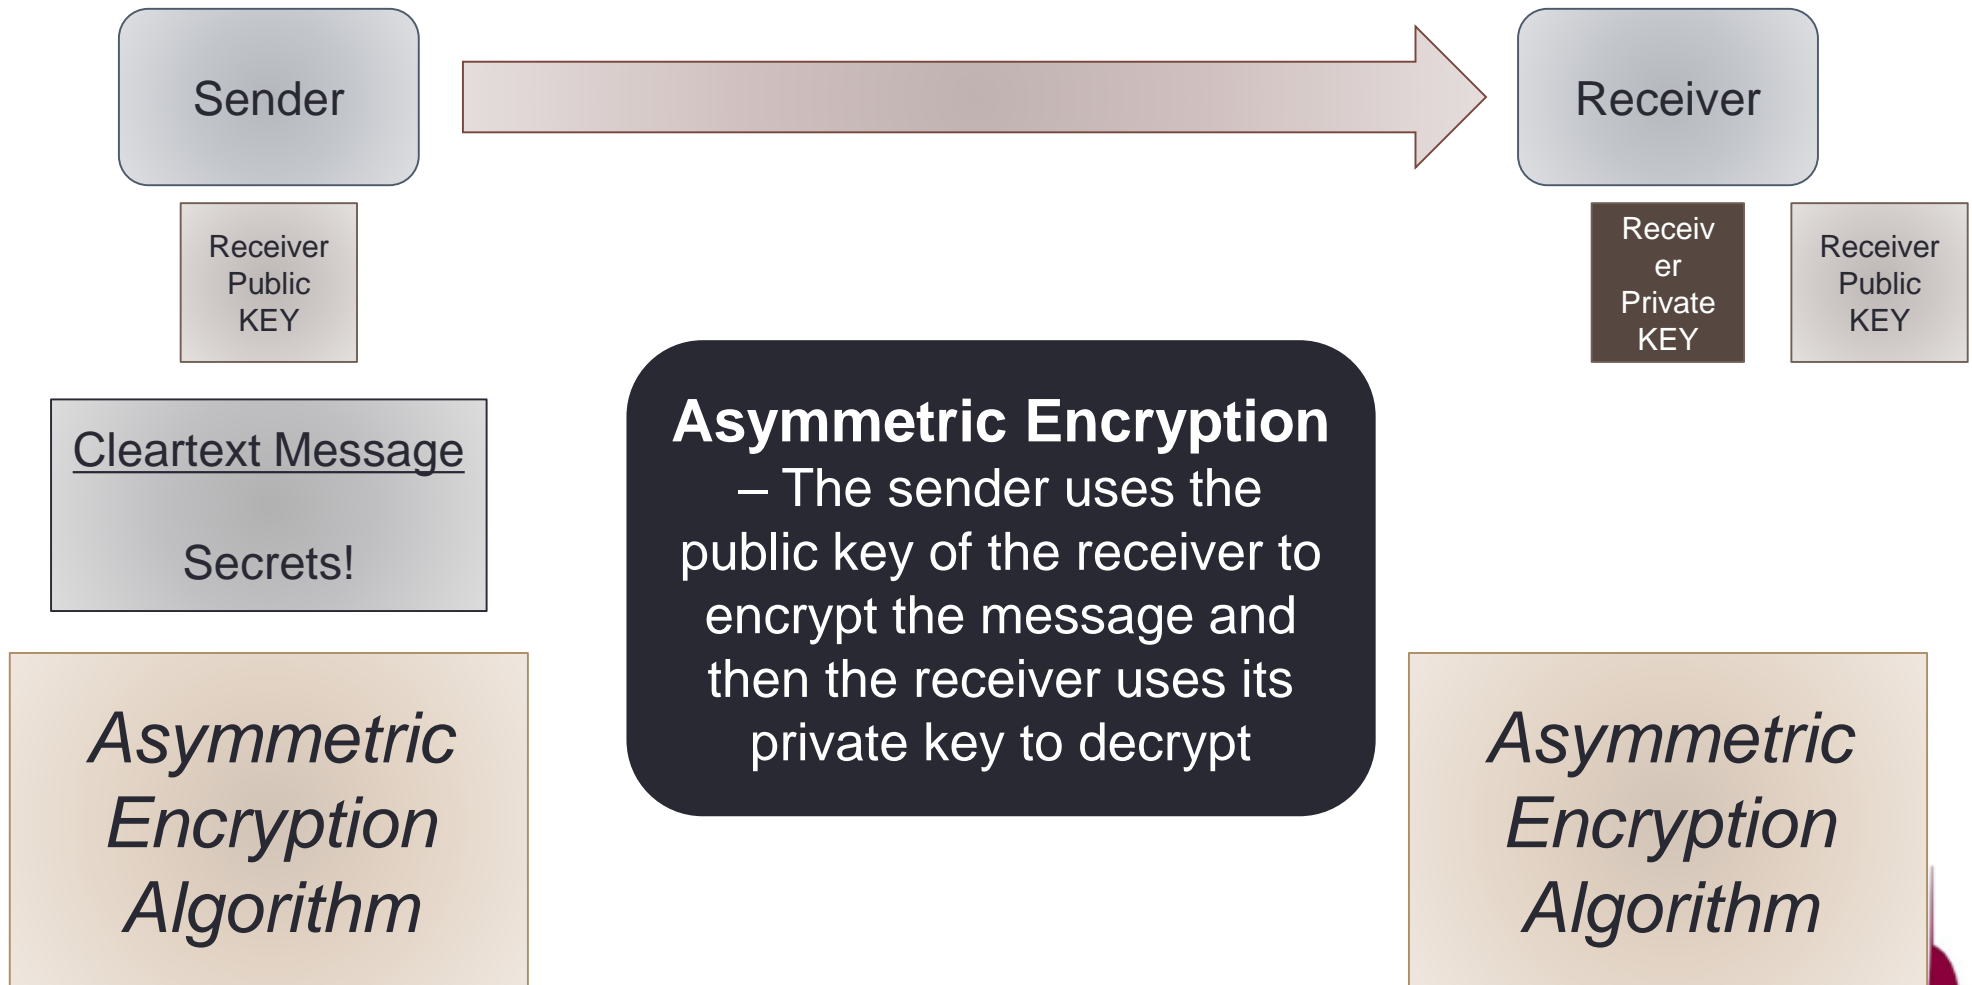 Sender
Receiver
Receiver
Public
KEY
Receiv
er
Private
KEY
Receiver
Public
KEY
Cleartext Message
Secrets!
Asymmetric Encryption
– The sender uses the
public key of the receiver to
encrypt the message and
then the receiver uses its
private key to decrypt
Asymmetric
Encryption
Algorithm
Asymmetric
Encryption
Algorithm